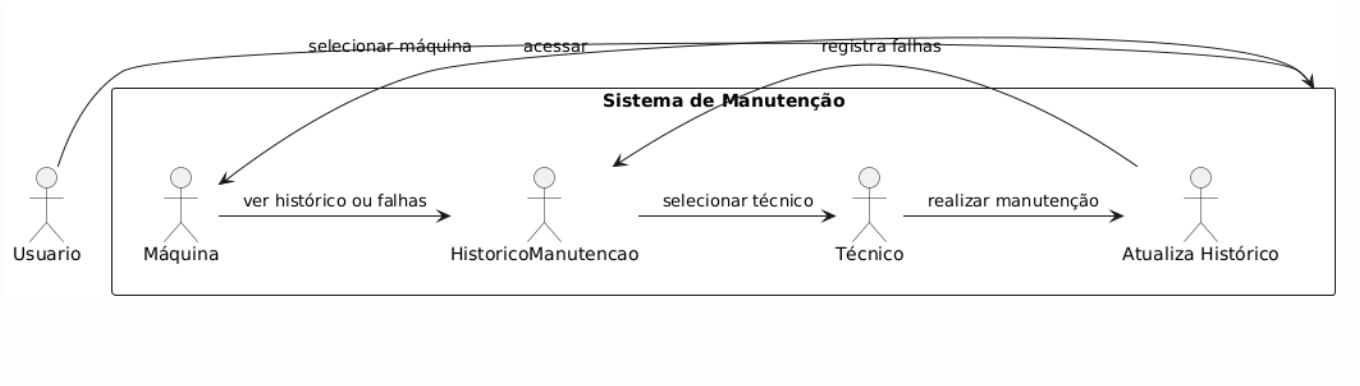 selecionar máquina
acessar
registra falhas
Sistema de Manutenção
ver histórico ou falhas
selecionar técnico
realizar manutenção
Usuario
Máquina
HistoricoManutencao
Técnico
Atualiza Histórico